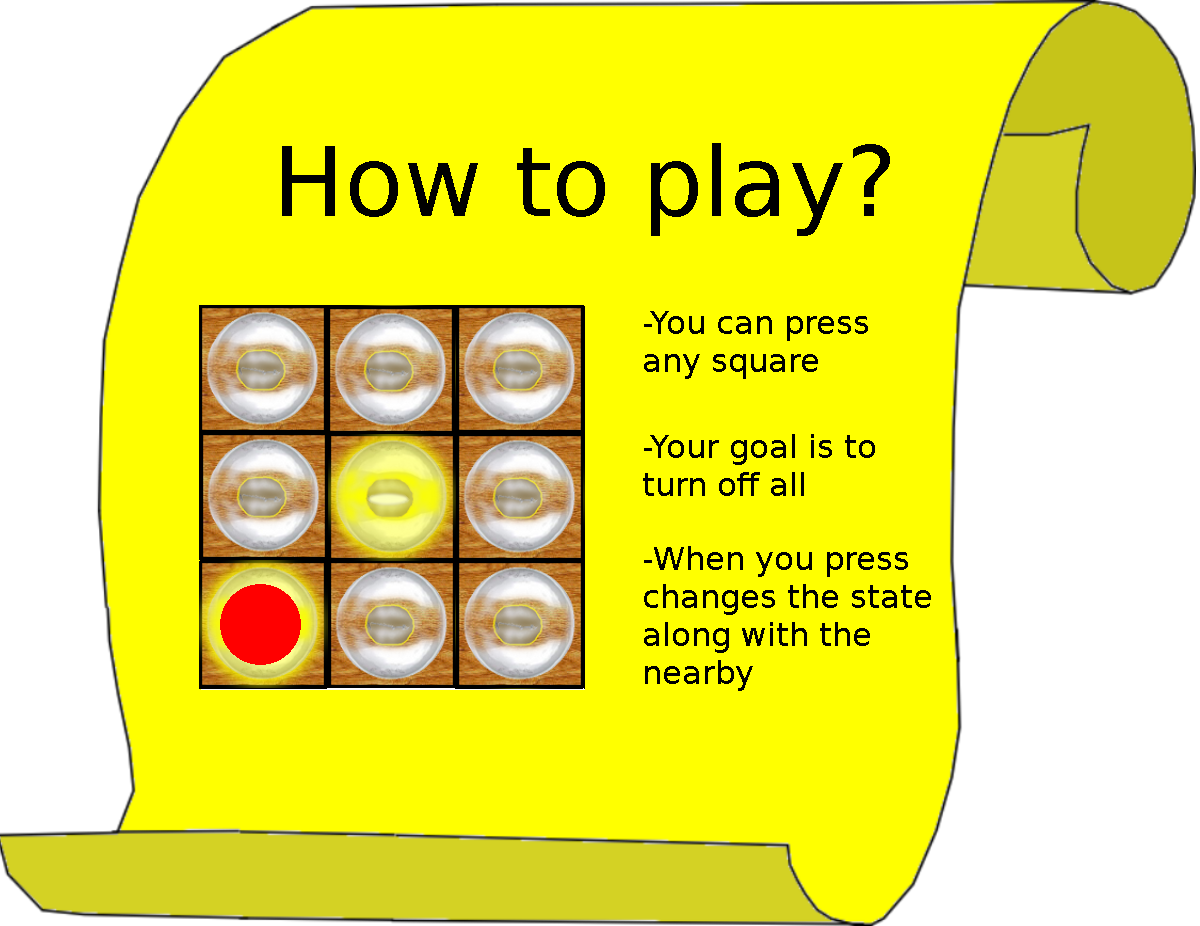 How to play?
-You can press
any square
-Your goal is to
turn off all
-When you press
changes the state
along with the
nearby